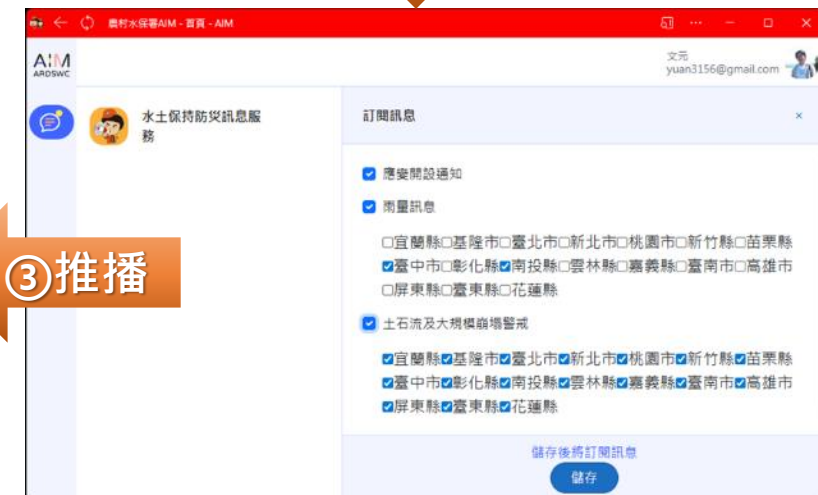 農村水保署AIM - 首頁 - AIM
AIM
ARDSWC
文元
yuan3156@gmail.com
水土保持防災訊息服
務
訂閱訊息
×
應變開設通知
雨量訊息
☐宜蘭縣☐基隆市☐臺北市☐新北市☐桃園市☐新竹縣☐苗栗縣
☑臺中市☐彰化縣☑南投縣☐雲林縣☐嘉義縣☐臺南市☐高雄市
☐屏東縣☐臺東縣☐花蓮縣
土石流及大規模崩塌警戒
☑宜蘭縣☑基隆市☑臺北市☑新北市☑桃園市☑新竹縣☑苗栗縣
☑臺中市☑彰化縣☑南投縣☑雲林縣☑嘉義縣☑臺南市☑高雄市
☑屏東縣☑臺東縣☑花蓮縣
儲存後將訂閱訊息
儲存
③推播